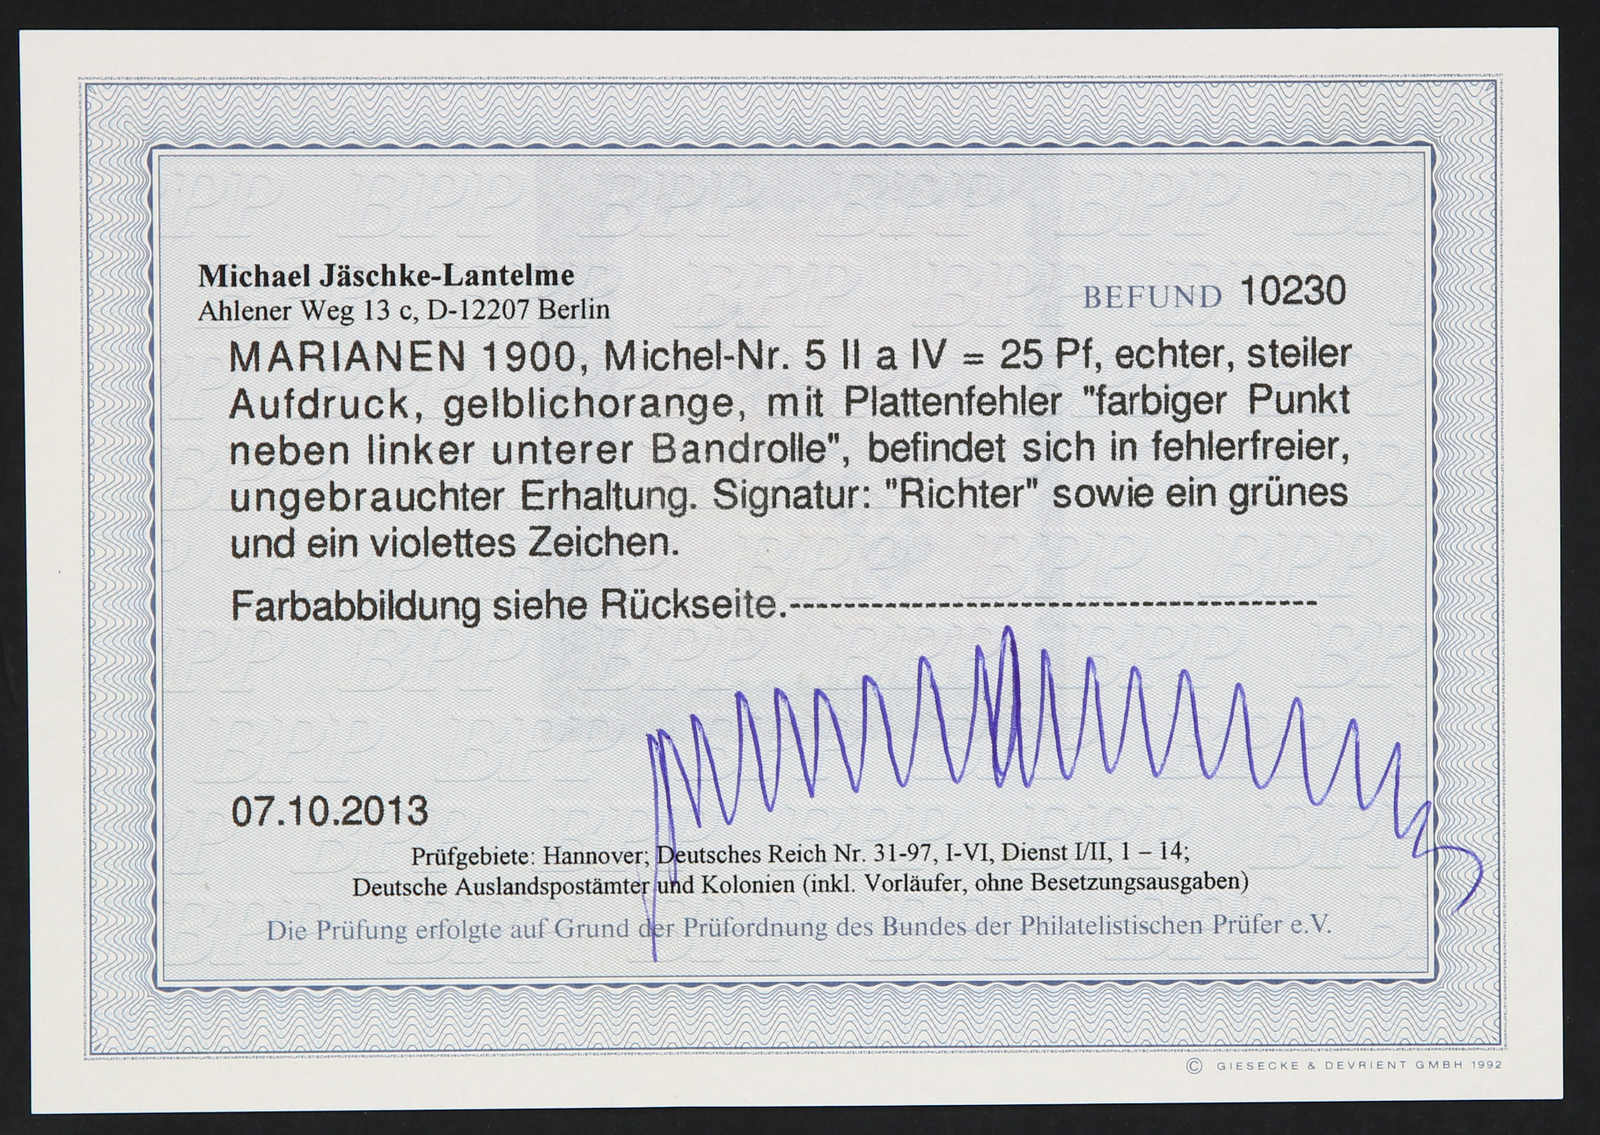 Michael Jäschke-Lantelme
Ahlener Weg 13 c, D-12207 Berlin
BEFUND 10230
MARIANEN 1900, Michel-Nr. 5 II a IV = 25 Pf, echter, steiler
Aufdruck, gelblichorange, mit Plattenfehler "farbiger Punkt
neben linker unterer Bandrolle", befindet sich in fehlerfreier,
ungebrauchter Erhaltung. Signatur: "Richter" sowie ein grünes
und ein violettes Zeichen.
Farbabbildung siehe Rückseite.---------------------------------------
07.10.2013
Prüfgebiete: Hannover; Deutsches Reich Nr. 31-97, I-VI, Dienst I/II, 1 – 14;
Deutsche Auslandspostämter und Kolonien (inkl. Vorläufer, ohne Besetzungsausgaben)
Die Prüfung erfolgte auf Grund der Prüfordnung des Bundes der Philatelistischen Prüfer e.V.
© GIESECKE & DEVRIENT GMBH 1992